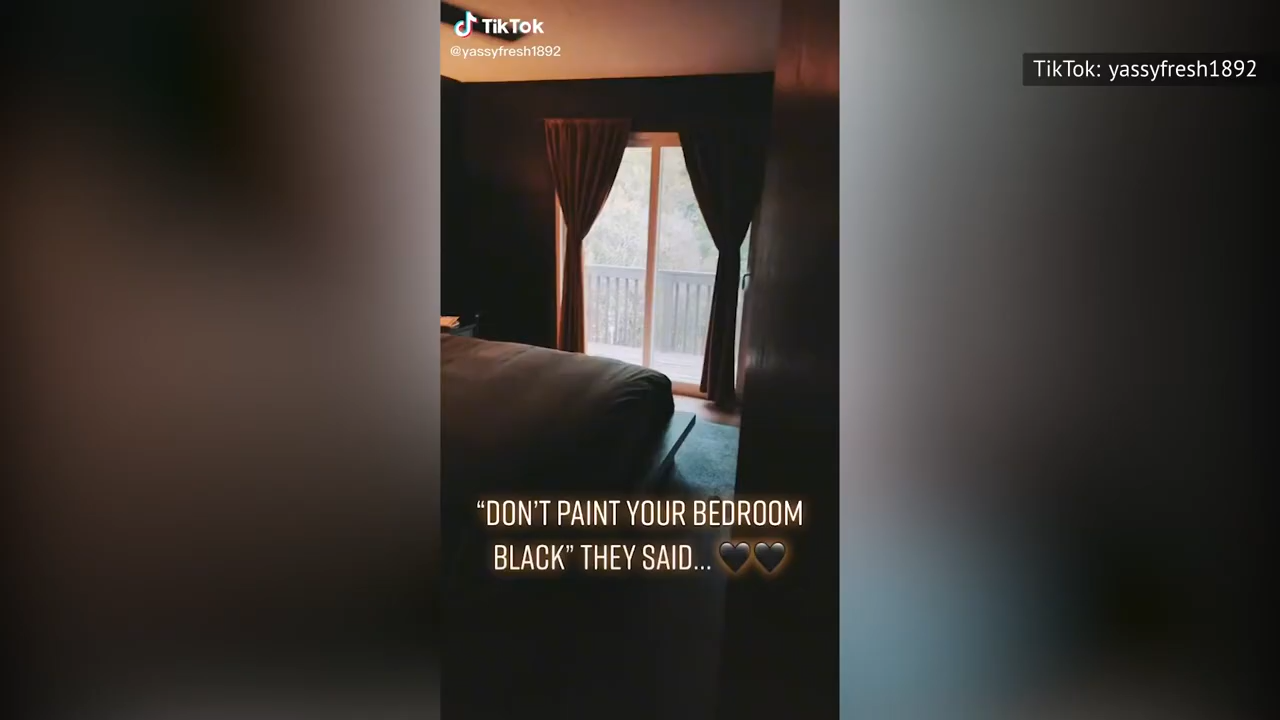 TikTok
@yassyfresh1892
TikTok: yassyfresh1892
“DON’T PAINT YOUR BEDROOM
BLACK” THEY SAID... 🖤🖤